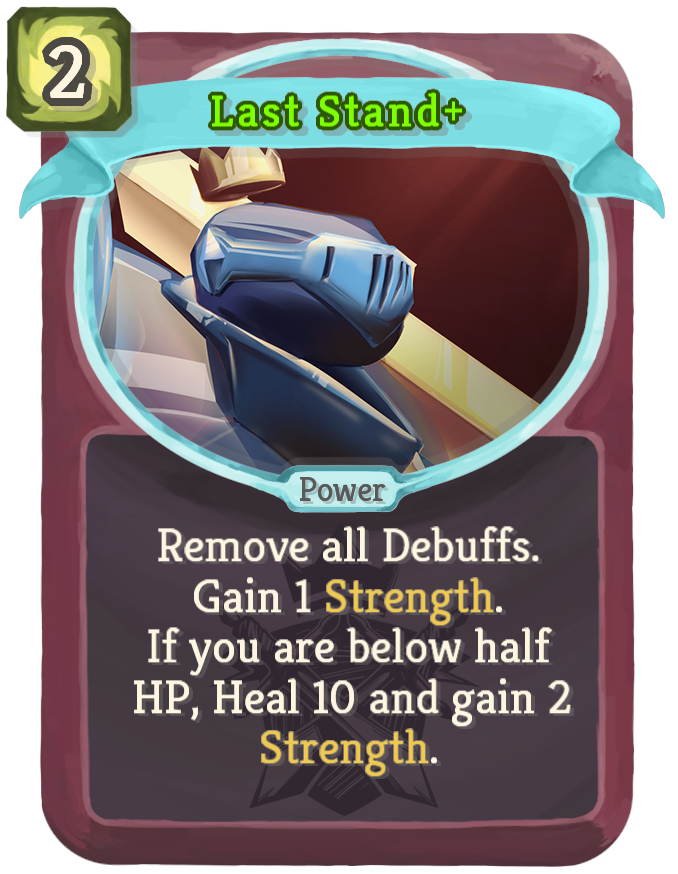 2
Last Stand+
Power
Remove all Debuffs.
Gain 1 Strength.
If you are below half
HP, Heal 10 and gain 2
Strength.